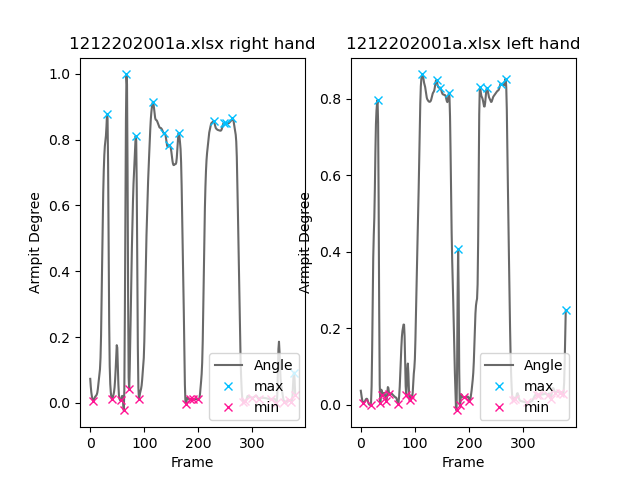 1212202001a.xlsx right hand
1.0
0.8
0.6
0.4
0.2
0.0
Armpit Degree
0
100
200
300
Frame
Angle
max
min
1212202001a.xlsx left hand
0.8
0.6
0.4
0.2
0.0
Armpit Degree
0
100
200
300
Frame
Angle
max
min